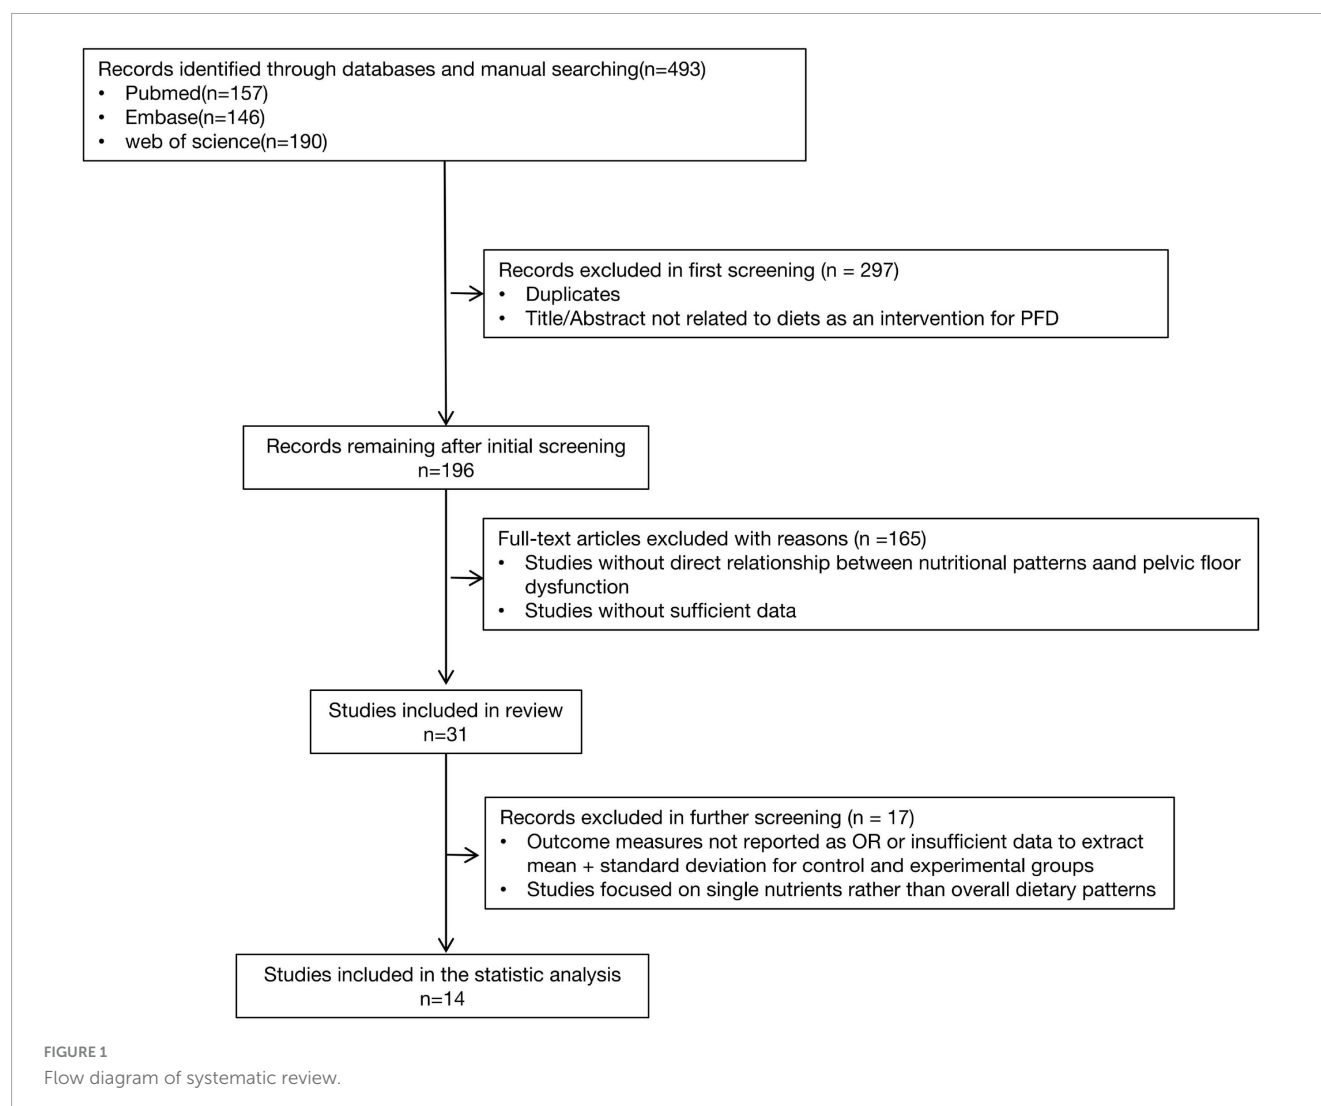 Records identified through databases and manual searching(n=493)
• Pubmed(n=157)
• Embase(n=146)
• web of science(n=190)
Records excluded in first screening (n = 297)
• Duplicates
• Title/Abstract not related to diets as an intervention for PFD
Records remaining after initial screening
n=196
Full-text articles excluded with reasons (n =165)
• Studies without direct relationship between nutritional patterns aand pelvic floor
dysfunction
• Studies without sufficient data
Studies included in review
n=31
Records excluded in further screening (n = 17)
• Outcome measures not reported as OR or insufficient data to extract
mean + standard deviation for control and experimental groups
• Studies focused on single nutrients rather than overall dietary patterns
Studies included in the statistic analysis
n=14
FIGURE 1
Flow diagram of systematic review.